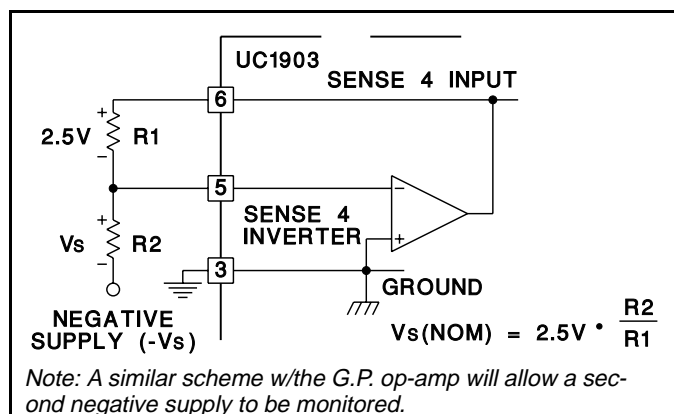 UC1903
SENSE 4 INPUT
6
+
2.5V R1
−
5
−
SENSE 4
INVERTER
+
+
Vs R2
−
3
GROUND
NEGATIVE
SUPPLY (-Vs)
Vs(NOM) = 2.5V • R2/R1
Note: A similar scheme w/the G.P. op-amp will allow a sec-
ond negative supply to be monitored.